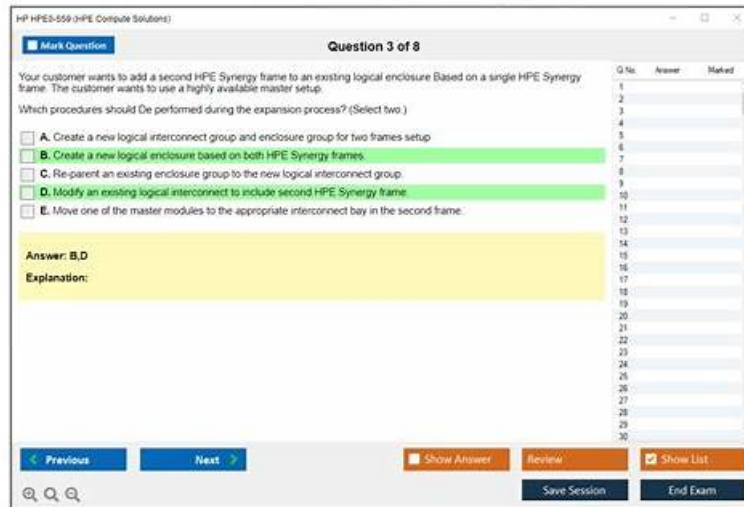 HP HPE0-S59 (HPE Compute Solutions)
Mark Question
Question 3 of 8
Your customer wants to add a second HPE Synergy frame to an existing logical enclosure Based on a single HPE Synergy
frame. The customer wants to use a highly available master setup.
Which procedures should De performed during the expansion process? (Select two.)
A. Create a new logical interconnect group and enclosure group for two frames setup
B. Create a new logical enclosure based on both HPE Synergy frames.
C. Re-parent an existing enclosure group to the new logical interconnect group.
D. Modify an existing logical interconnect to include second HPE Synergy frame.
E. Move one of the master modules to the appropriate interconnect bay in the second frame.
Answer: B,D
Explanation:
Q No. Answer Marked
1
2
3
4
5
6
7
8
9
10
11
12
13
14
15
16
17
18
19
20
21
22
23
24
25
26
27
28
29
30
Previous
Next
Show Answer
Review
Show List
Save Session
End Exam